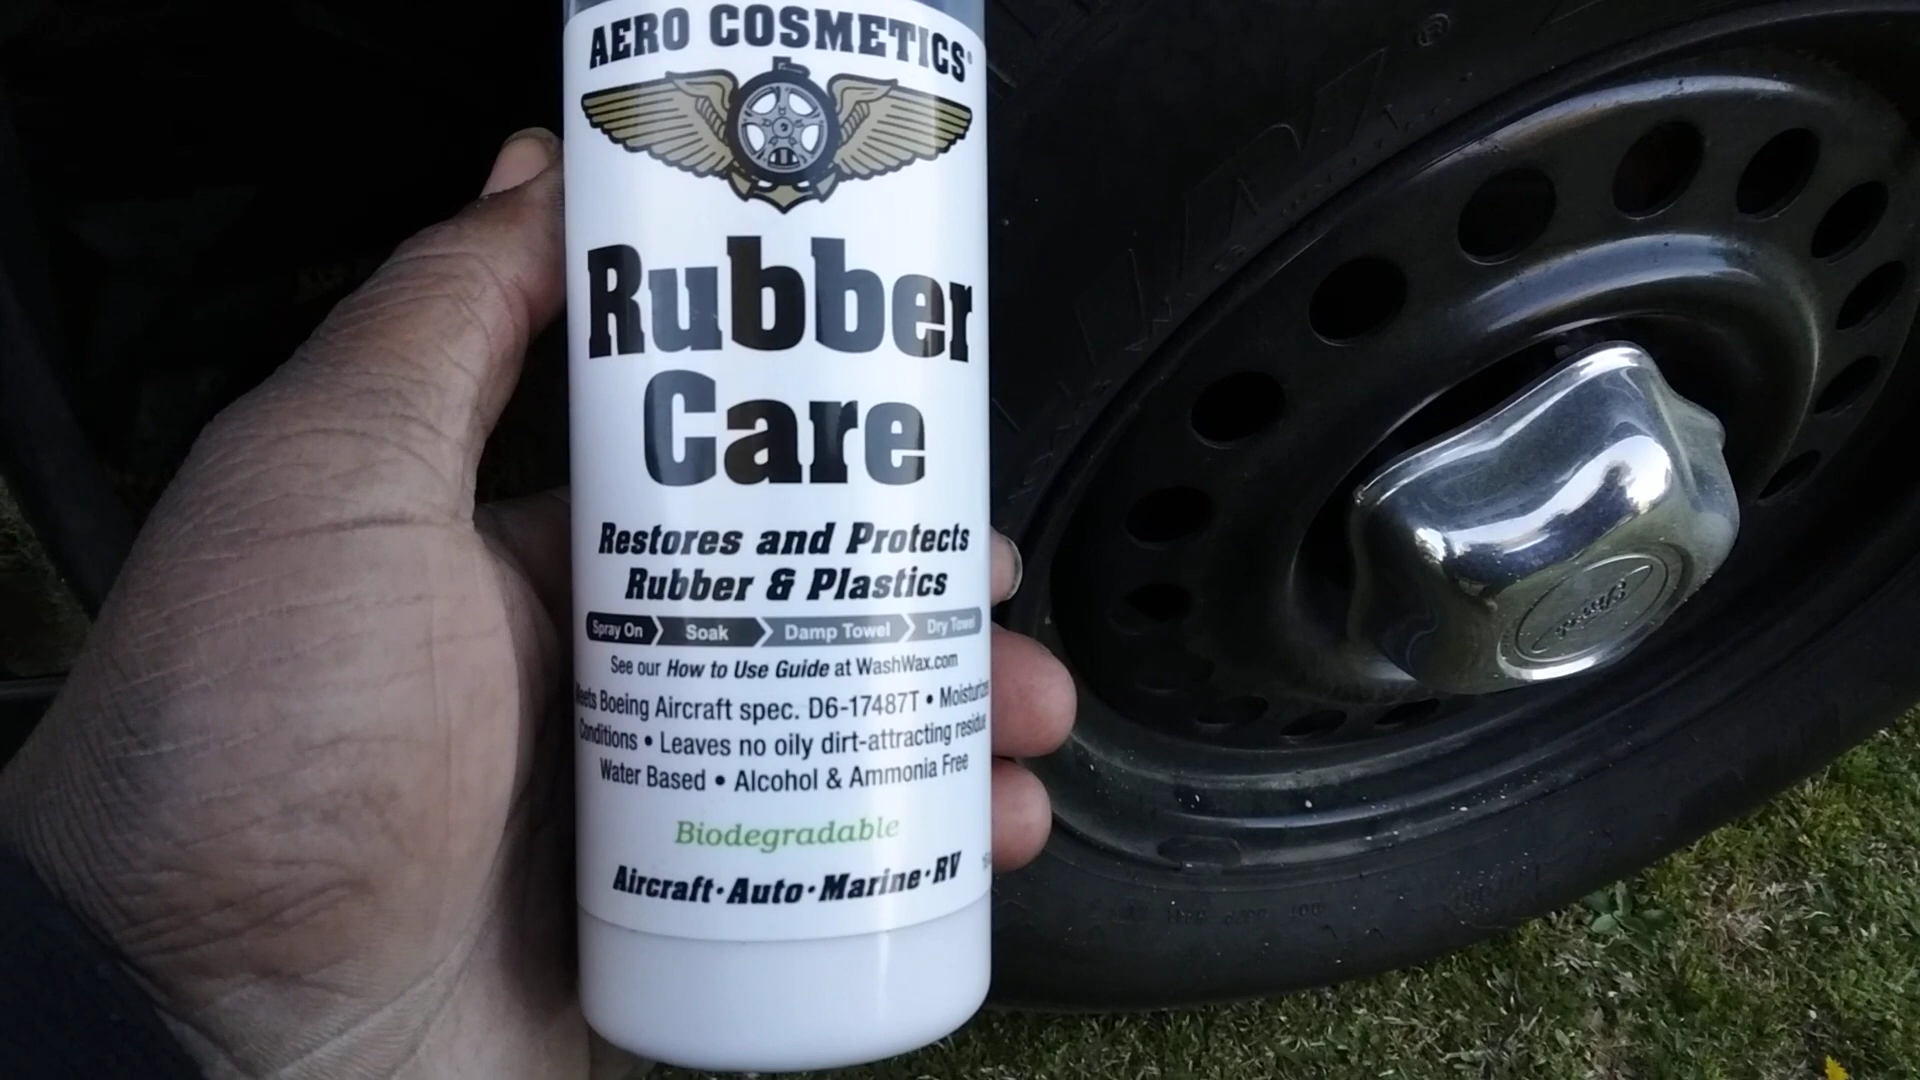 AERO COSMETICS®
Rubber
Care
Restores and Protects
Rubber & Plastics
Spray On Soak Damp Towel Dry Towel
See our How to Use Guide at WashWax.com
Boeing Aircraft spec. D6-17487T •
Conditions • Leaves no oily dirt-attracting residue
Water Based • Alcohol & Ammonia Free
Biodegradable
Aircraft·Auto·Marine·RV
Ford